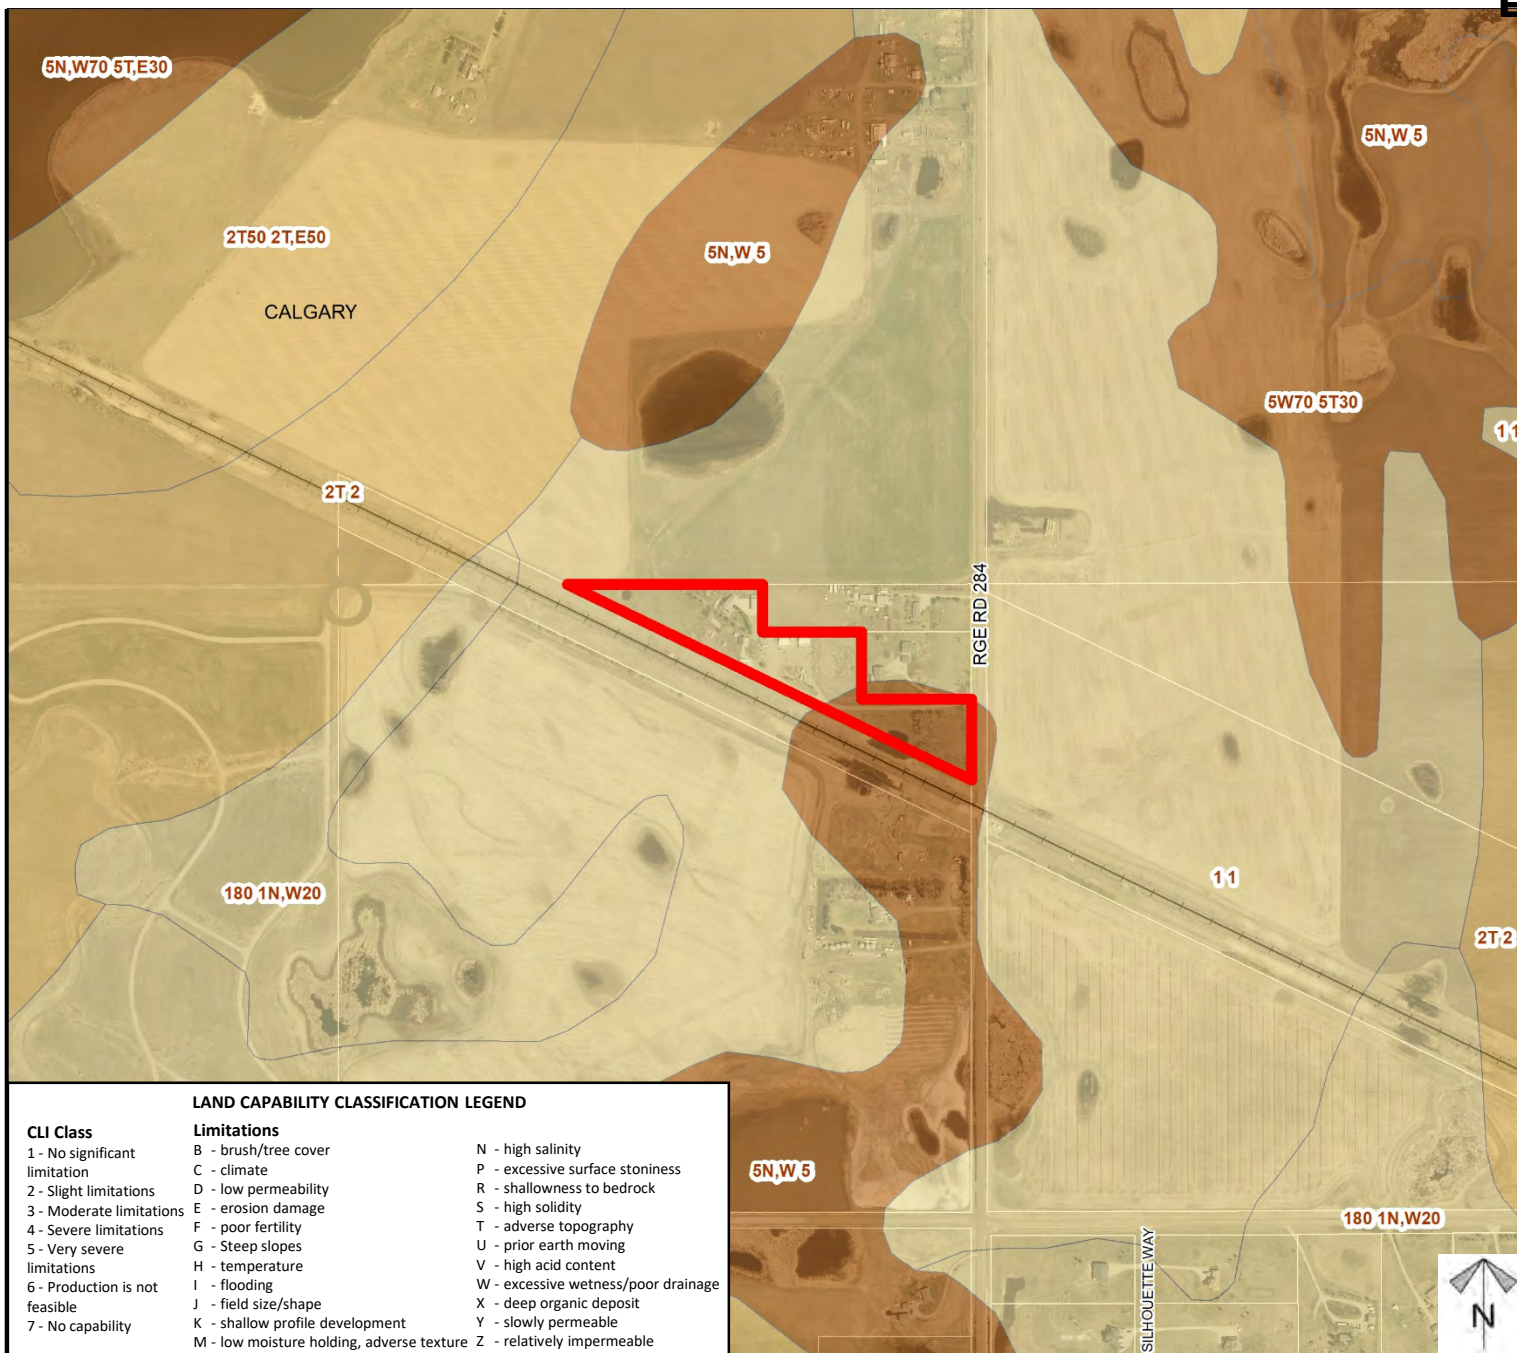 5N,W70 5T,E30
5N,W 5
2T50 2T,E50
5N,W 5
CALGARY
5W70 5T30
1 1
2T 2
RGE RD 284
1 1
180 1N,W20
2T 2
5N,W 5
180 1N,W20
SILHOUETTE WAY
N
LAND CAPABILITY CLASSIFICATION LEGEND
CLI Class
1 - No significant
limitation
2 - Slight limitations
3 - Moderate limitations
4 - Severe limitations
5 - Very severe
limitations
6 - Production is not
feasible
7 - No capability
Limitations
B - brush/tree cover
C - climate
D - low permeability
E - erosion damage
F - poor fertility
G - Steep slopes
H - temperature
I - flooding
J - field size/shape
K - shallow profile development
M - low moisture holding, adverse texture
N - high salinity
P - excessive surface stoniness
R - shallowness to bedrock
S - high solidity
T - adverse topography
U - prior earth moving
V - high acid content
W - excessive wetness/poor drainage
X - deep organic deposit
Y - slowly permeable
Z - relatively impermeable